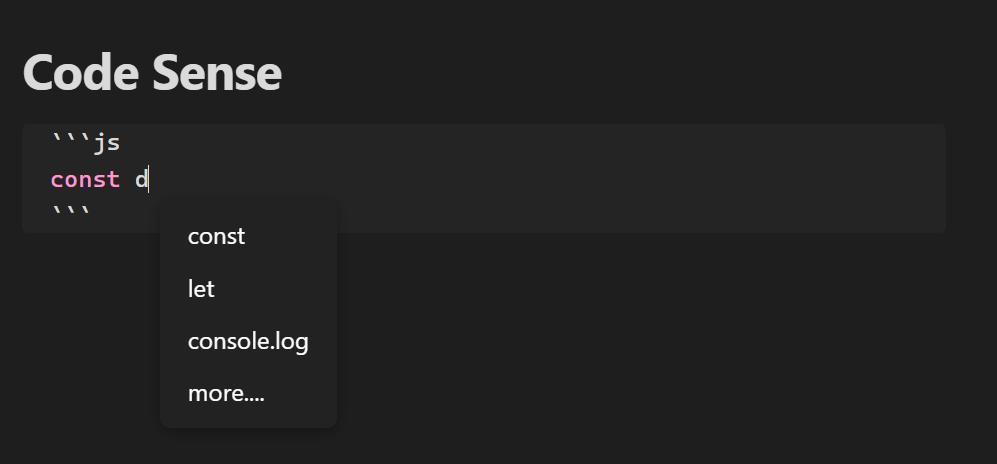 Code Sense
```js
const d
```
const
let
console.log
more....